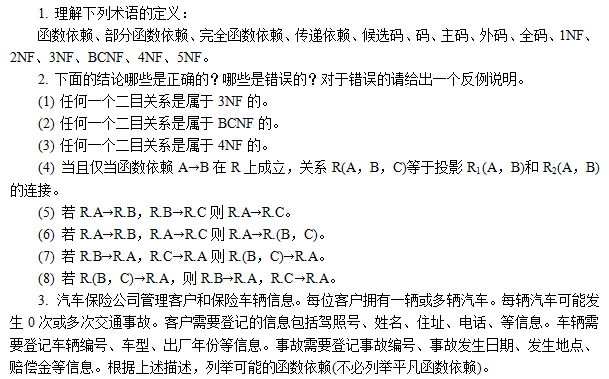 1. 理解下列术语的定义：
函数依赖、部分函数依赖、完全函数依赖、传递依赖、候选码、码、主码、外码、全码、1NF、
2NF、3NF、BCNF、4NF、5NF。
2. 下面的结论哪些是正确的？哪些是错误的？对于错误的请给出一个反例说明。
(1) 任何一个二目关系是属于 3NF 的。
(2) 任何一个二目关系是属于 BCNF 的。
(3) 任何一个二目关系是属于 4NF 的。
(4) 当且仅当函数依赖 A→B 在 R 上成立，关系 R(A，B，C)等于投影 R₁(A，B)和 R₂(A，B)
的连接。
(5) 若 R.A→R.B，R.B→R.C 则 R.A→R.C。
(6) 若 R.A→R.B，R.A→R.C 则 R.A→R.(B，C)。
(7) 若 R.B→R.A，R.C→R.A 则 R.(B，C)→R.A。
(8) 若 R.(B，C)→R.A，则 R.B→R.A，R.C→R.A。
3. 汽车保险公司管理客户和保险车辆信息。每位客户拥有一辆或多辆汽车。每辆汽车可能发
生 0 次或多次交通事故。客户需要登记的信息包括驾照号、姓名、住址、电话、等信息。车辆需
要登记车辆编号、车型、出厂年份等信息。事故需要登记事故编号、事故发生日期、发生地点、
赔偿金等信息。根据上述描述，列举可能的函数依赖(不必列举平凡函数依赖)。